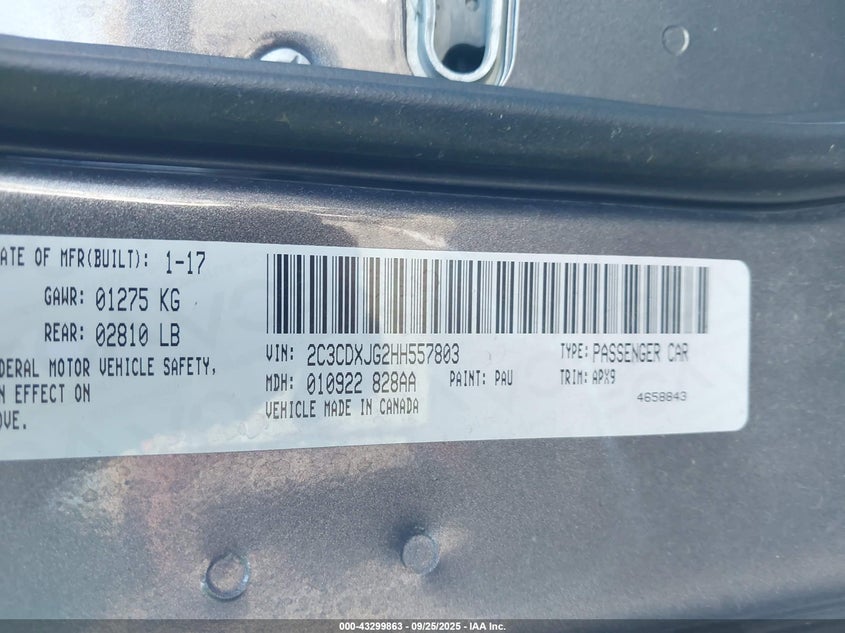 ATE OF MFR(BUILT): 1-17
GAWR: 01275 KG
REAR: 02810 LB
DERAL MOTOR VEHICLE SAFETY,
N EFFECT ON
OVE.
VIN: 2C3CDXJG2HH557803 TYPE: PASSENGER CAR
MDH: 010922 828AA PAINT: PAU TRIM: APX9
VEHICLE MADE IN CANADA 4658843
000-43299863 - 09/25/2025 - IAA Inc.